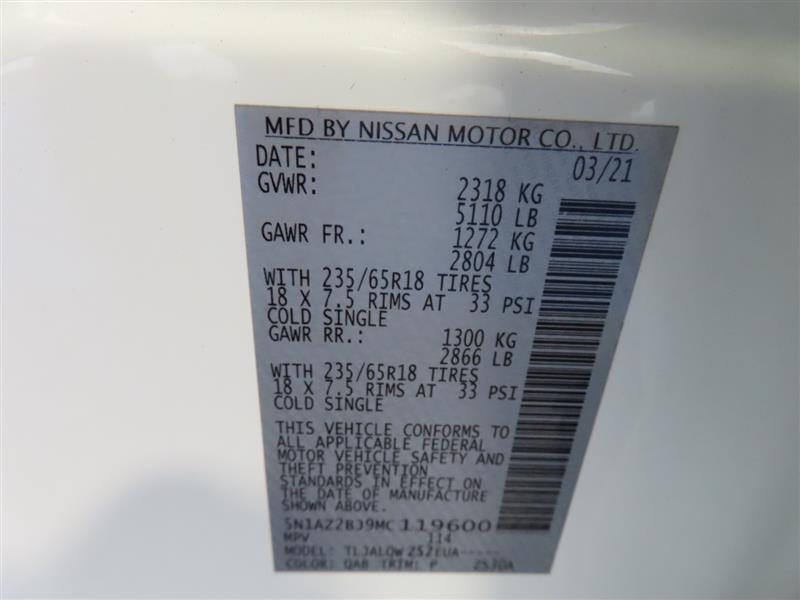 MFD BY NISSAN MOTOR CO., LTD.
DATE: 03/21
GVWR: 2318 KG
5110 LB
GAWR FR.: 1272 KG
2804 LB
WITH 235/65R18 TIRES
18 X 7.5 RIMS AT 33 PSI
COLD SINGLE
GAWR RR.: 1300 KG
2866 LB
WITH 235/65R18 TIRES
18 X 7.5 RIMS AT 33 PSI
COLD SINGLE
THIS VEHICLE CONFORMS TO
ALL APPLICABLE FEDERAL
MOTOR VEHICLE SAFETY AND
THEFT PREVENTION
STANDARDS IN EFFECT ON
THE DATE OF MANUFACTURE
SHOWN ABOVE.
5N1AZ2BJ9MC119600
MPV 114
MODEL: TLJALQWZ52EUA-----
COLOR: QAB TRIM: P Z5JDA